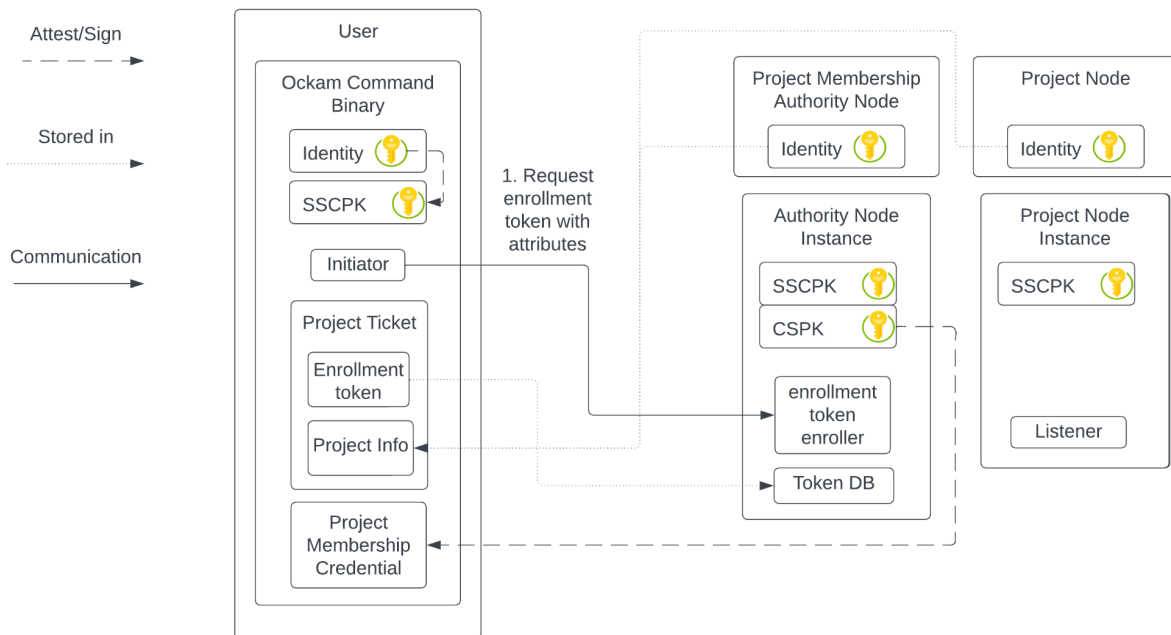 Attest/Sign
Stored in
Communication
User
Ockam Command
Binary
Identity
SSCPK
Initiator
Project Ticket
Enrollment
token
Project Info
Project
Membership
Credential
1. Request
enrollment
token with
attributes
Project Membership
Authority Node
Identity
Authority Node
Instance
SSCPK
CSPK
enrollment
token
enroller
Token DB
Project Node
Identity
Project Node
Instance
SSCPK
Listener